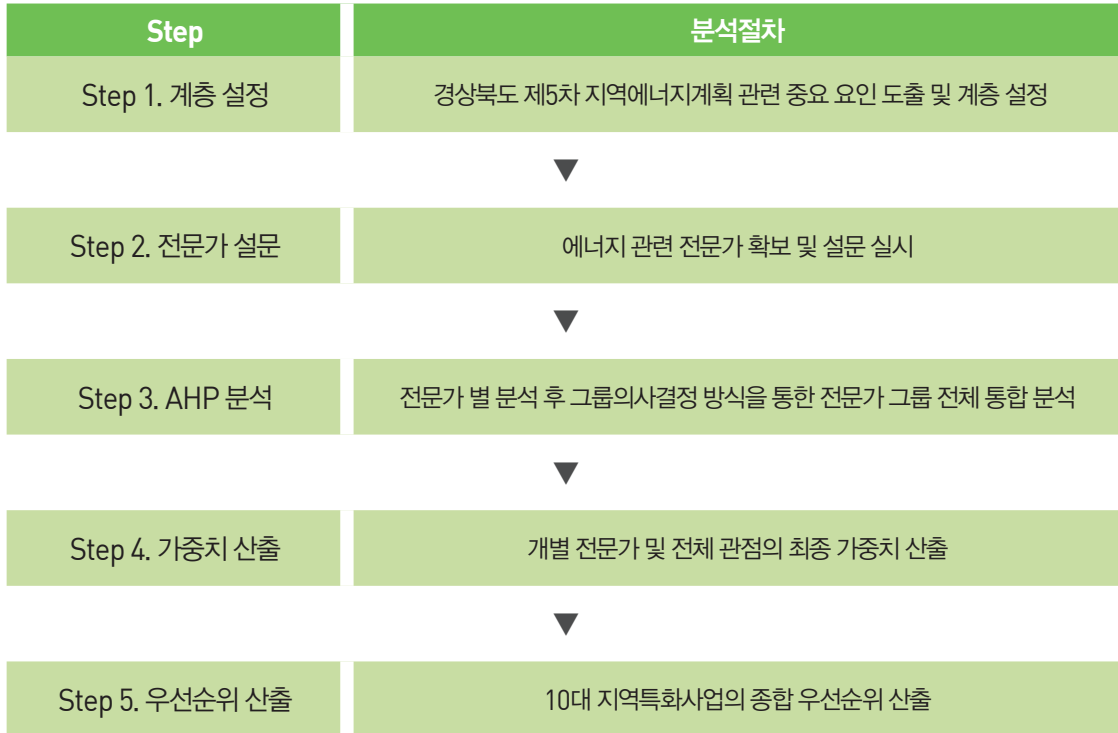 Step 분석절차
Step 1. 계층 설정 경상북도 제5차 지역에너지계획 관련 중요 요인 도출 및 계층 설정
▼
Step 2. 전문가 설문 에너지 관련 전문가 확보 및 설문 실시
▼
Step 3. AHP 분석 전문가 별 분석 후 그룹의사결정 방식을 통한 전문가 그룹 전체 통합 분석
▼
Step 4. 가중치 산출 개별 전문가 및 전체 관점의 최종 가중치 산출
▼
Step 5. 우선순위 산출 10대 지역특화사업의 종합 우선순위 산출